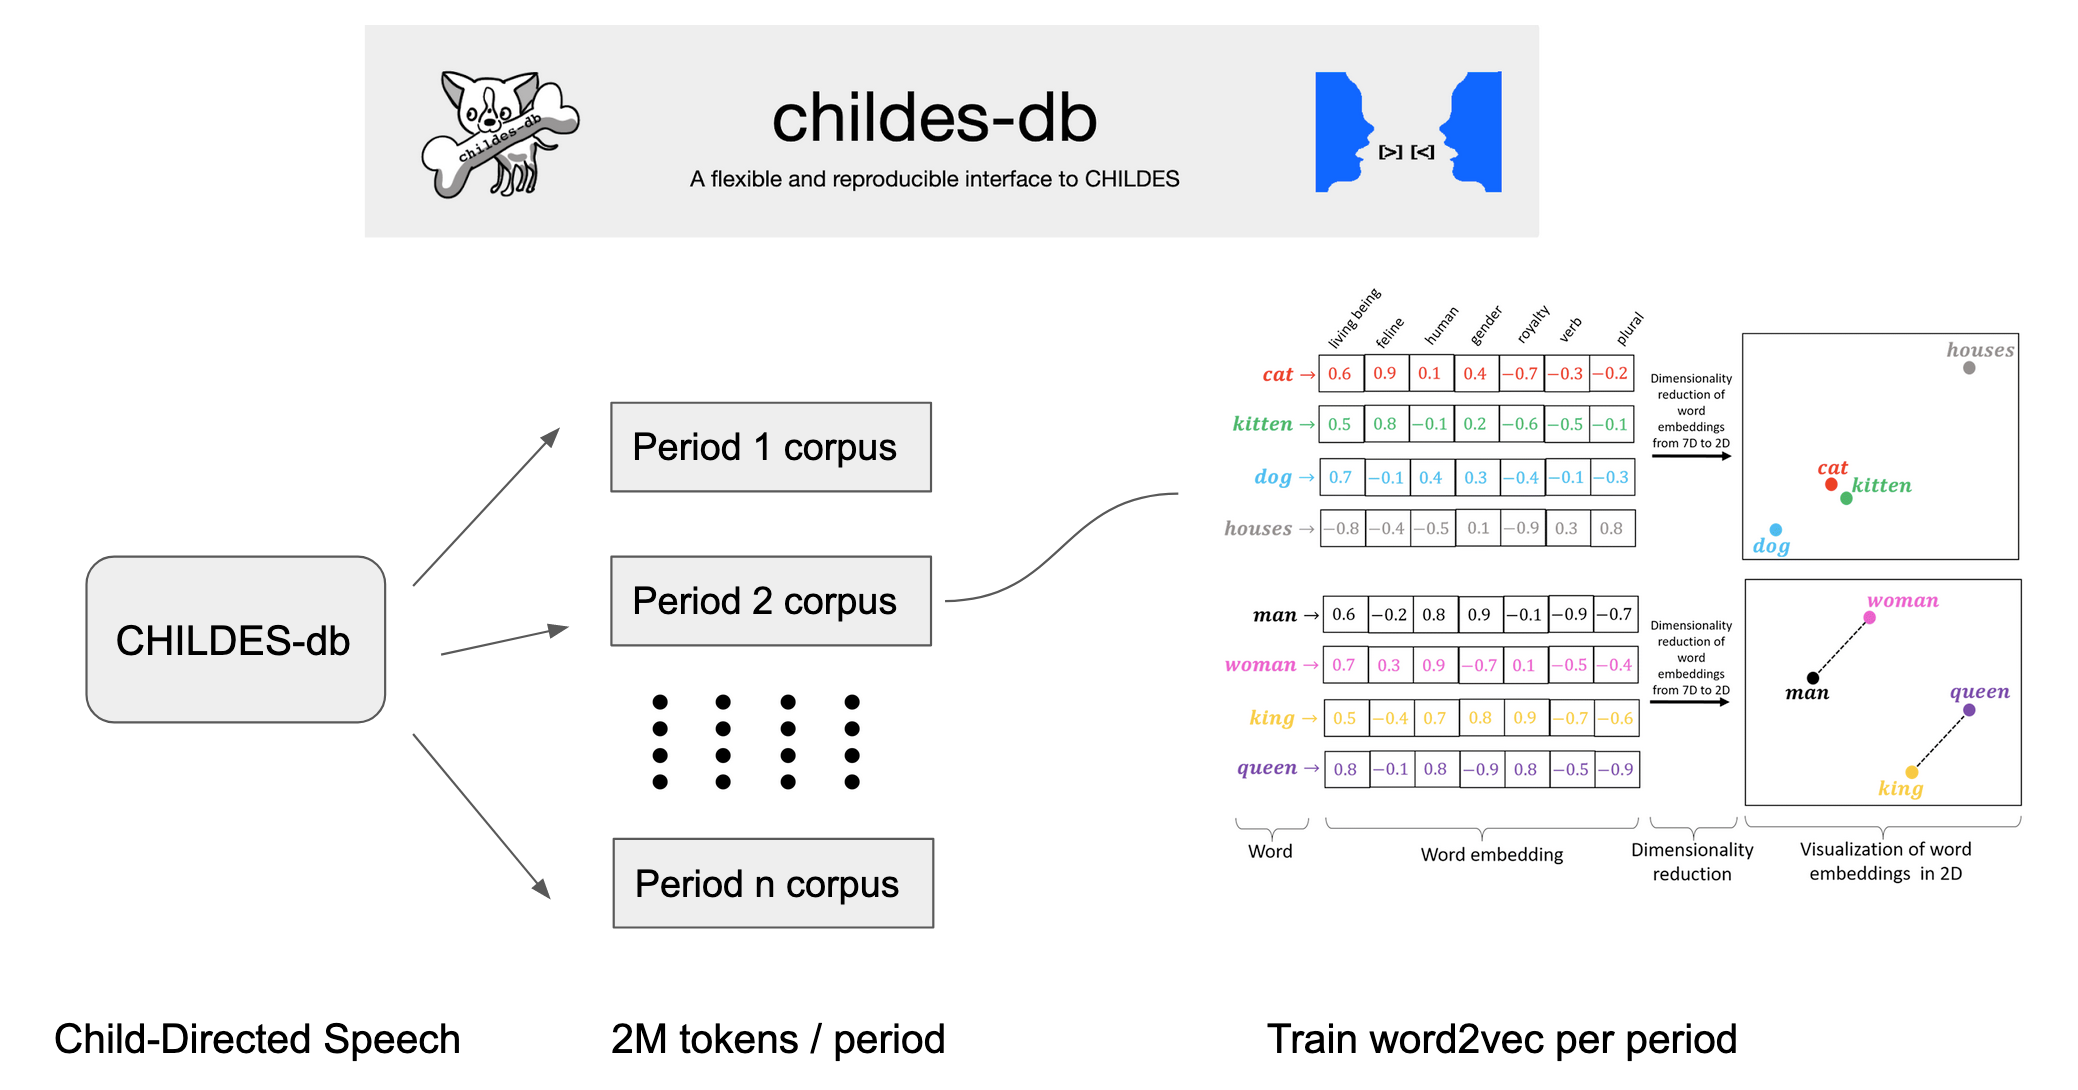 childes-db
childes-db
A flexible and reproducible interface to CHILDES
[>] [<]
CHILDES-db
Period 1 corpus
Period 2 corpus
Period n corpus
living being
feline
human
gender
royalty
verb
plural
cat → 0.6 0.9 0.1 0.4 −0.7 −0.3 −0.2
kitten → 0.5 0.8 −0.1 0.2 −0.6 −0.5 −0.1
dog → 0.7 −0.1 0.4 0.3 −0.4 −0.1 −0.3
houses → −0.8 −0.4 −0.5 0.1 −0.9 0.3 0.8
Dimensionality
reduction of
word
embeddings
from 7D to 2D
houses
cat
kitten
dog
man → 0.6 −0.2 0.8 0.9 −0.1 −0.9 −0.7
woman → 0.7 0.3 0.9 −0.7 0.1 −0.5 −0.4
king → 0.5 −0.4 0.7 0.8 0.9 −0.7 −0.6
queen → 0.8 −0.1 0.8 −0.9 0.8 −0.5 −0.9
Dimensionality
reduction of
word
embeddings
from 7D to 2D
woman
man
queen
king
Word
Word embedding
Dimensionality
reduction
Visualization of word
embeddings in 2D
Child-Directed Speech
2M tokens / period
Train word2vec per period